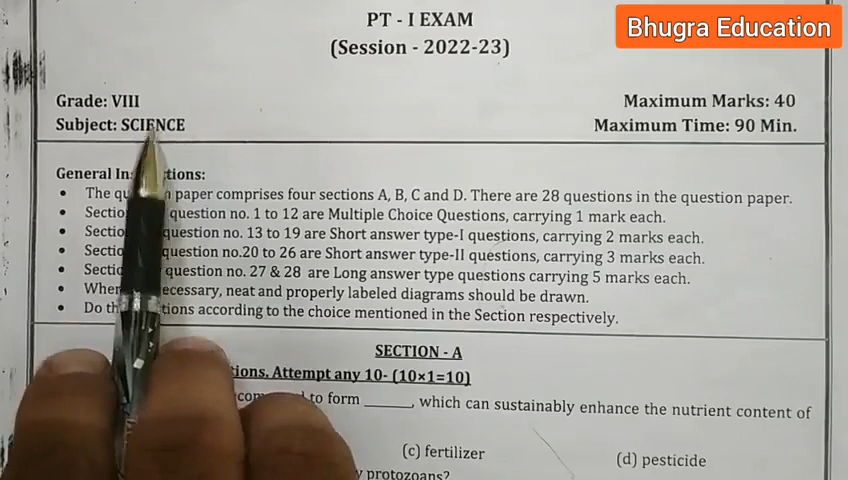 Bhugra Education
PT - I EXAM
(Session - 2022-23)
Grade: VIII
Maximum Marks: 40
Subject: SCIENCE
Maximum Time: 90 Min.
General In tions:
The qu paper comprises four sections A, B, C and D. There are 28 questions in the question paper.
Sectio question no. 1 to 12 are Multiple Choice Questions, carrying 1 mark each.
Sectio question no. 13 to 19 are Short answer type-I questions, carrying 2 marks each.
Sectio question no.20 to 26 are Short answer type-II questions, carrying 3 marks each.
Sectio question no. 27 & 28 are Long answer type questions carrying 5 marks each.
Wher ecessary, neat and properly labeled diagrams should be drawn.
Do th tions according to the choice mentioned in the Section respectively.
SECTION - A
tions. Attempt any 10- (10×1=10)
to form ______, which can sustainably enhance the nutrient content of
(c) fertilizer
(d) pesticide
protozoans?